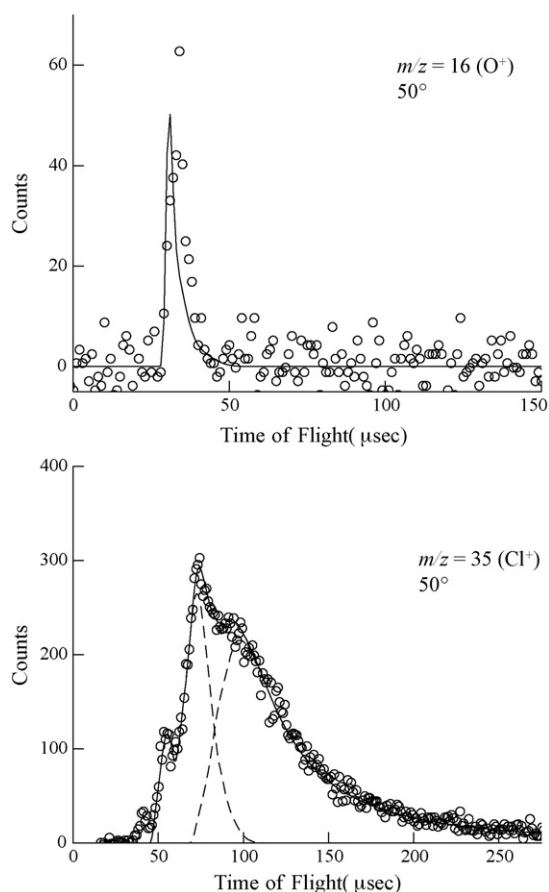 60
m/z = 16 (O⁺)
50°
40
Counts
20
0
0 50 100 150
Time of Flight( μsec)
400
m/z = 35 (Cl⁺)
50°
300
Counts
200
100
0
0 50 100 150 200 250
Time of Flight( μsec)